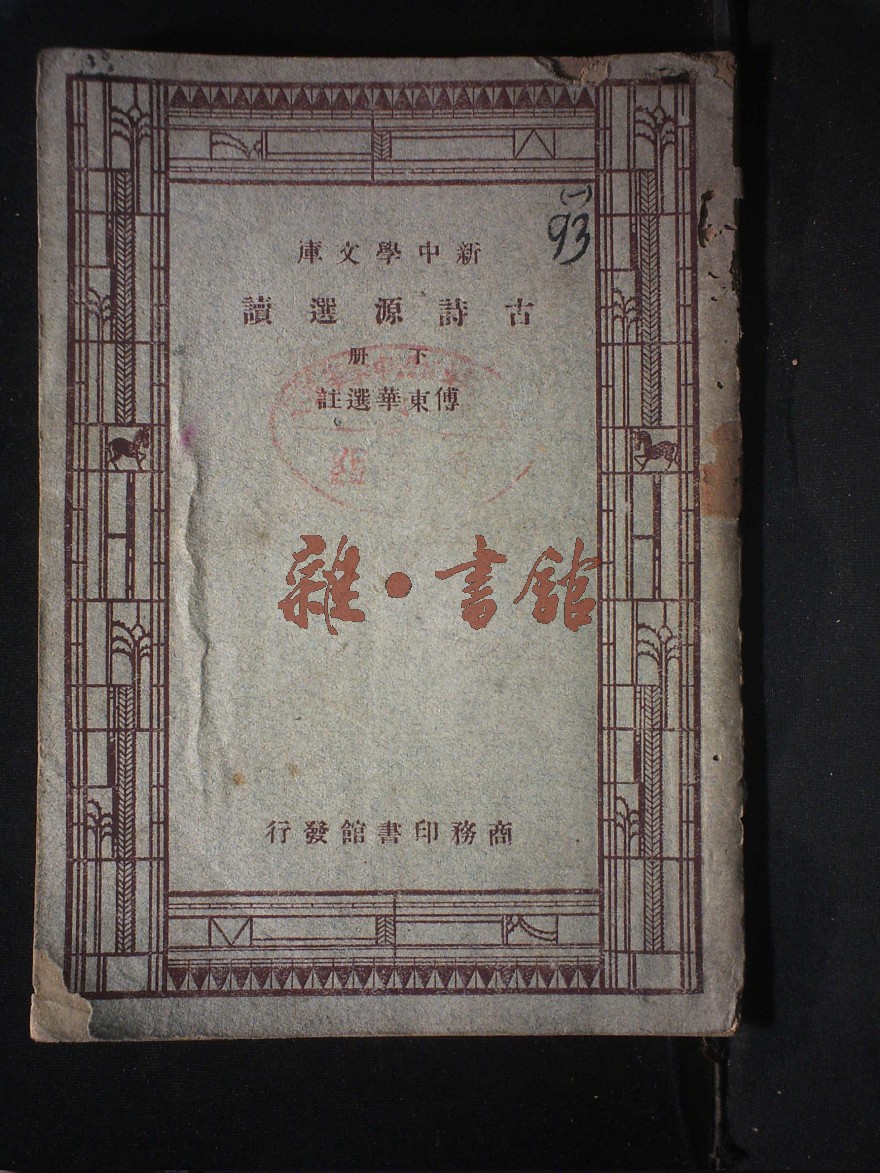 (一)
93
新中學文庫
古詩源選讀
下册
傅東華選註
雜·書館
商務印書館發行